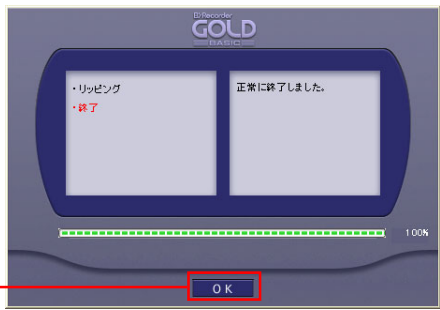 B'Recorder
GOLD
BASIC
・リッピング
・終了
正常に終了しました。
100%
OK